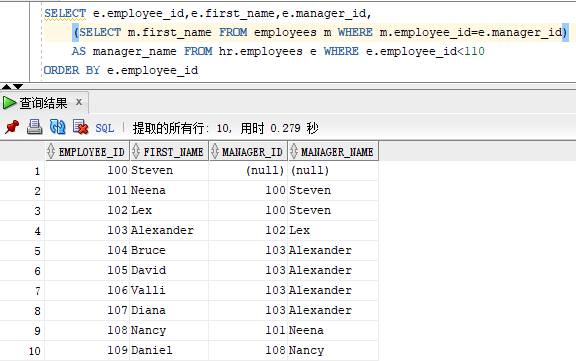 SELECT e.employee_id,e.first_name,e.manager_id,
(SELECT m.first_name FROM employees m WHERE m.employee_id=e.manager_id)
AS manager_name FROM hr.employees e WHERE e.employee_id<110
ORDER BY e.employee_id
查询结果 x
SQL | 提取的所有行: 10, 用时 0.279 秒
EMPLOYEE_ID FIRST_NAME MANAGER_ID MANAGER_NAME
1 100 Steven (null) (null)
2 101 Neena 100 Steven
3 102 Lex 100 Steven
4 103 Alexander 102 Lex
5 104 Bruce 103 Alexander
6 105 David 103 Alexander
7 106 Valli 103 Alexander
8 107 Diana 103 Alexander
9 108 Nancy 101 Neena
10 109 Daniel 108 Nancy